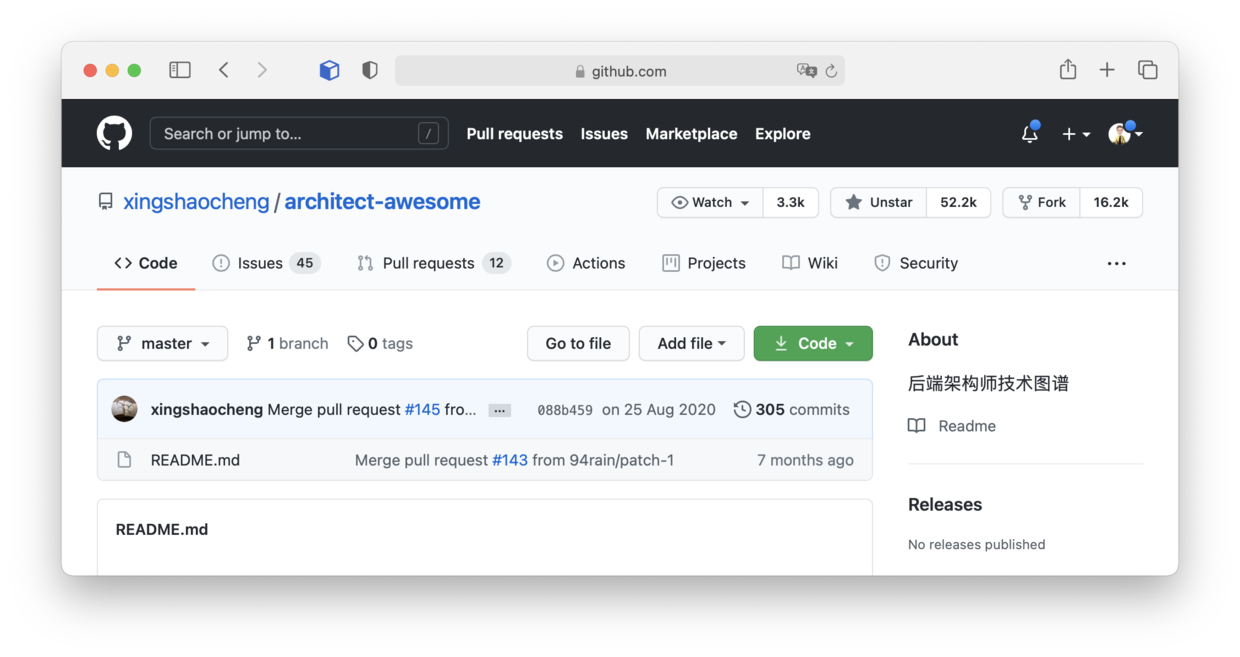 github.com
Search or jump to... / Pull requests Issues Marketplace Explore
xingshaocheng / architect-awesome Watch 3.3k Unstar 52.2k Fork 16.2k
Code Issues 45 Pull requests 12 Actions Projects Wiki Security ...
master 1 branch 0 tags Go to file Add file Code
About
后端架构师技术图谱
xingshaocheng Merge pull request #145 fro... ... 088b459 on 25 Aug 2020 305 commits
Readme
README.md Merge pull request #143 from 94rain/patch-1 7 months ago
Releases
README.md
No releases published